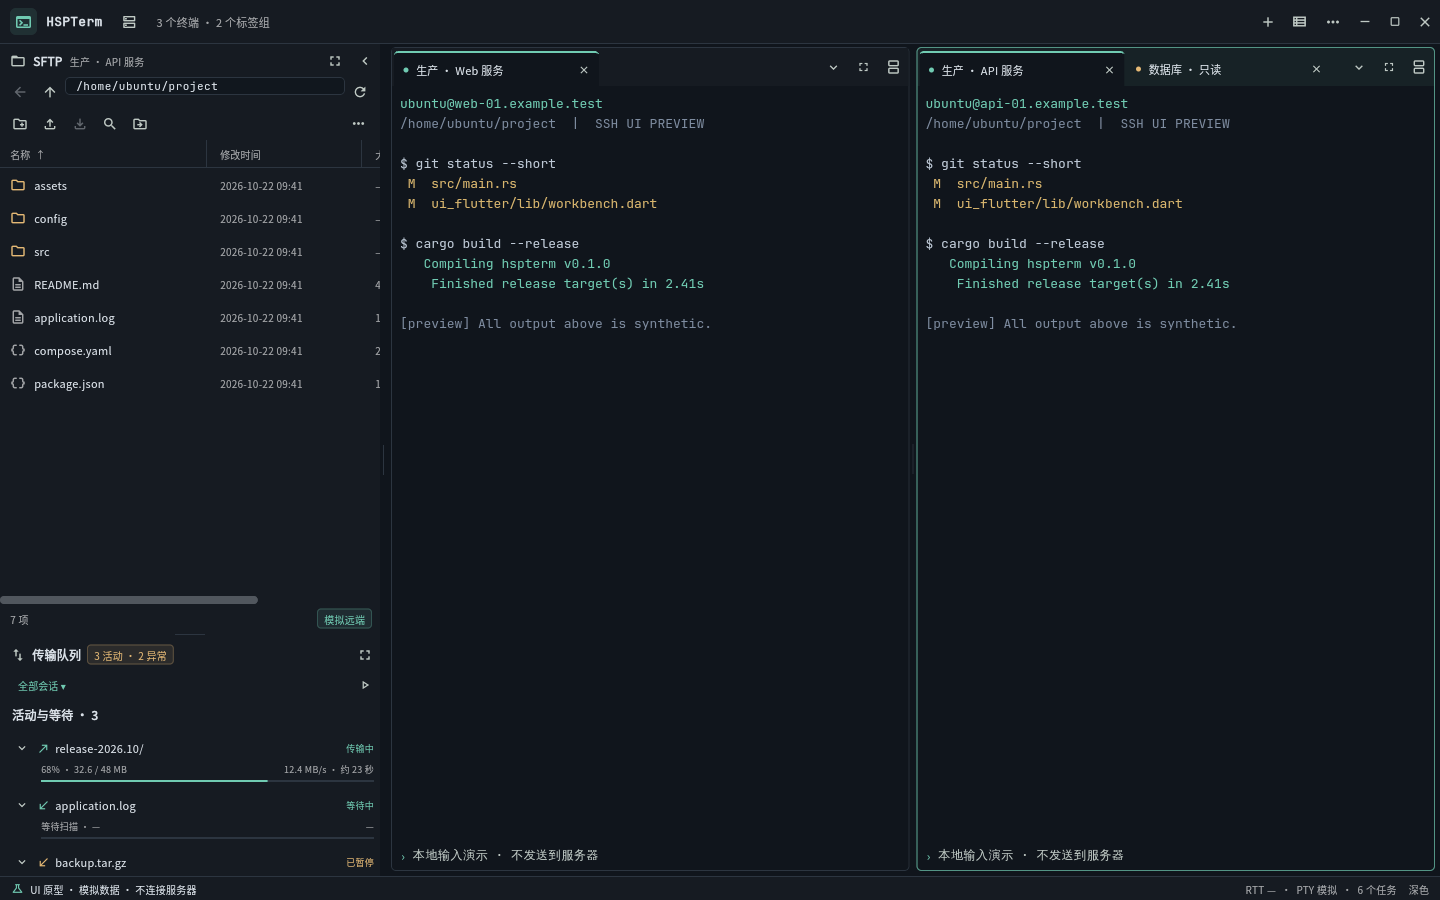 HSPTerm 3 个终端 · 2 个标签组
SFTP 生产 · API 服务
/home/ubuntu/project
名称 ↑ 修改时间
assets 2026-10-22 09:41 —
config 2026-10-22 09:41 —
src 2026-10-22 09:41 —
README.md 2026-10-22 09:41 4
application.log 2026-10-22 09:41 1
compose.yaml 2026-10-22 09:41 2
package.json 2026-10-22 09:41 1
7 项 模拟远端
传输队列 3 活动 · 2 异常
全部会话 ▾
活动与等待 · 3
release-2026.10/ 传输中
68% · 32.6 / 48 MB 12.4 MB/s · 约 23 秒
application.log 等待中
等待扫描 · — —
backup.tar.gz 已暂停
生产 · Web 服务
ubuntu@web-01.example.test
/home/ubuntu/project | SSH UI PREVIEW
$ git status --short
M src/main.rs
M ui_flutter/lib/workbench.dart
$ cargo build --release
Compiling hspterm v0.1.0
Finished release target(s) in 2.41s
[preview] All output above is synthetic.
› 本地输入演示 · 不发送到服务器
生产 · API 服务 数据库 · 只读
ubuntu@api-01.example.test
/home/ubuntu/project | SSH UI PREVIEW
$ git status --short
M src/main.rs
M ui_flutter/lib/workbench.dart
$ cargo build --release
Compiling hspterm v0.1.0
Finished release target(s) in 2.41s
[preview] All output above is synthetic.
› 本地输入演示 · 不发送到服务器
UI 原型 · 模拟数据 · 不连接服务器 RTT — · PTY 模拟 · 6 个任务 深色